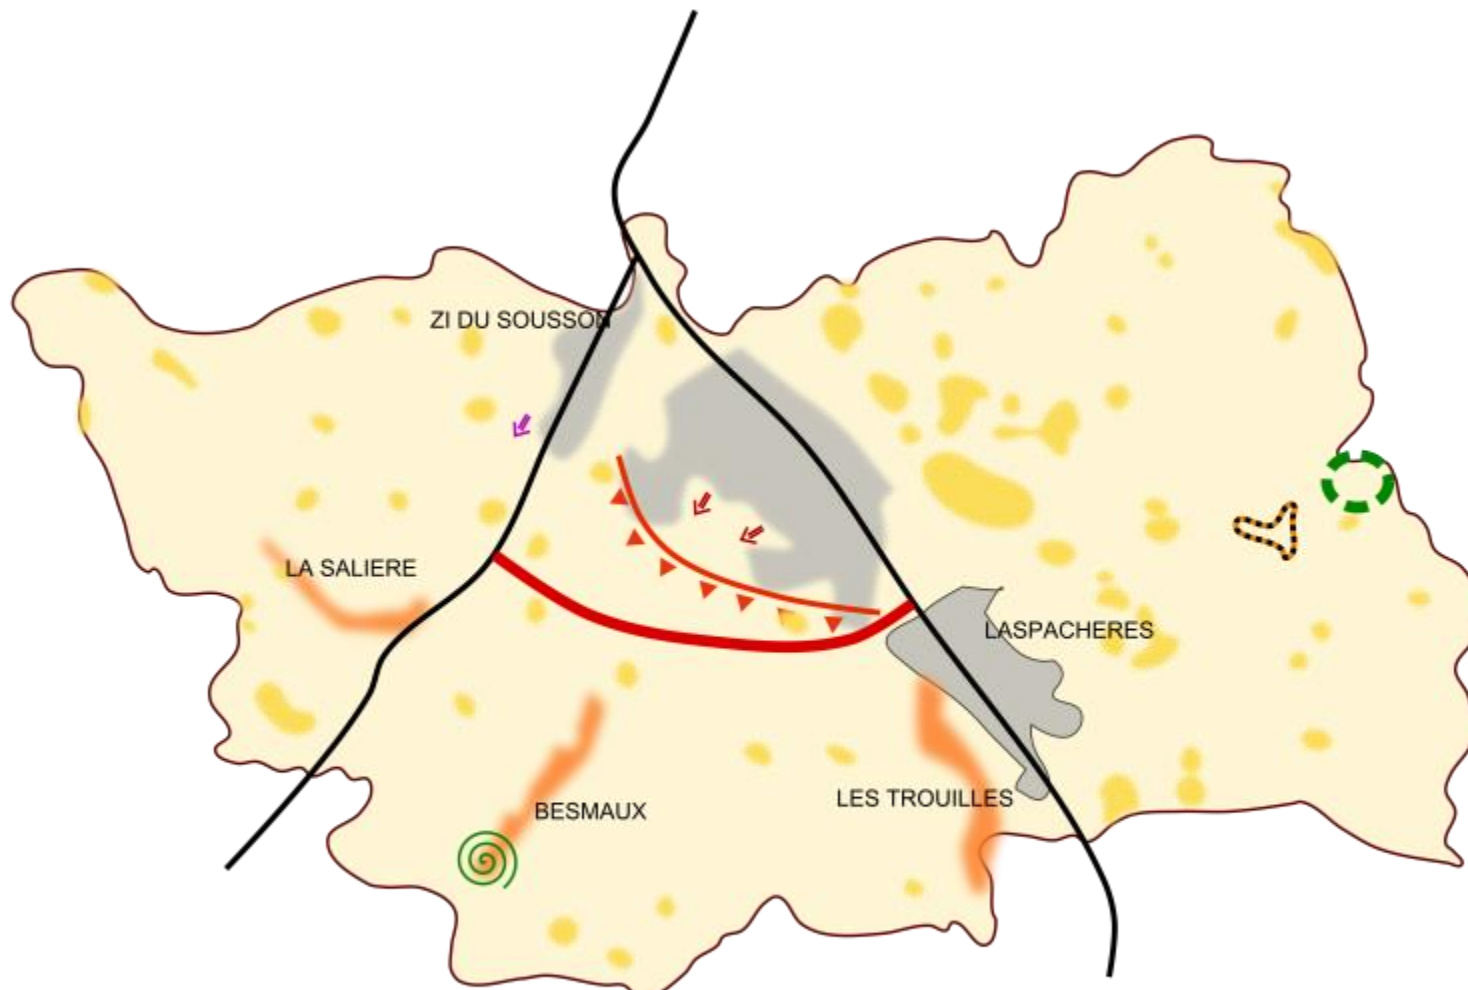 ZI DU SOUSSON
LA SALIERE
LASPACHERES
LES TROUILLES
BESMAUX